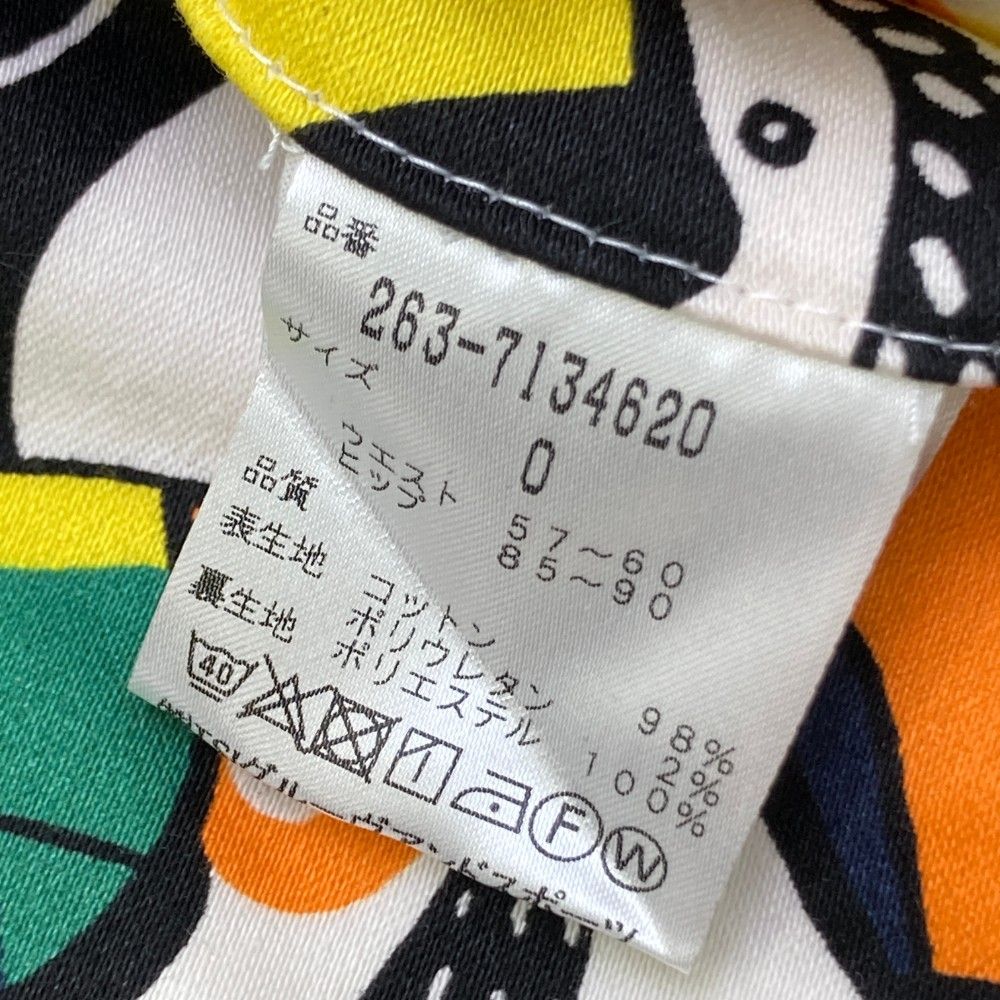 品番
263-7134620
サイズ
0
ウエスト 57〜60
ヒップ 85〜90
品質
表生地 コットン 98%
ポリウレタン 2%
裏生地 ポリエステル 100%
40
F W